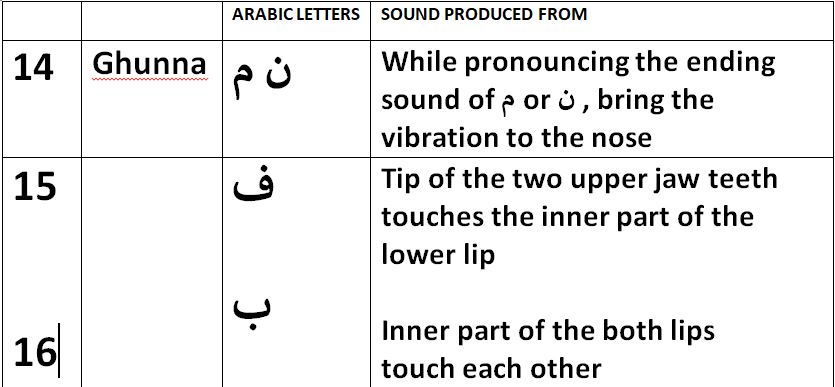 ARABIC LETTERS SOUND PRODUCED FROM
14 Ghunna ن م While pronouncing the ending
sound of م or ن , bring the
vibration to the nose
15 ف Tip of the two upper jaw teeth
touches the inner part of the
lower lip
ب
16 Inner part of the both lips
touch each other